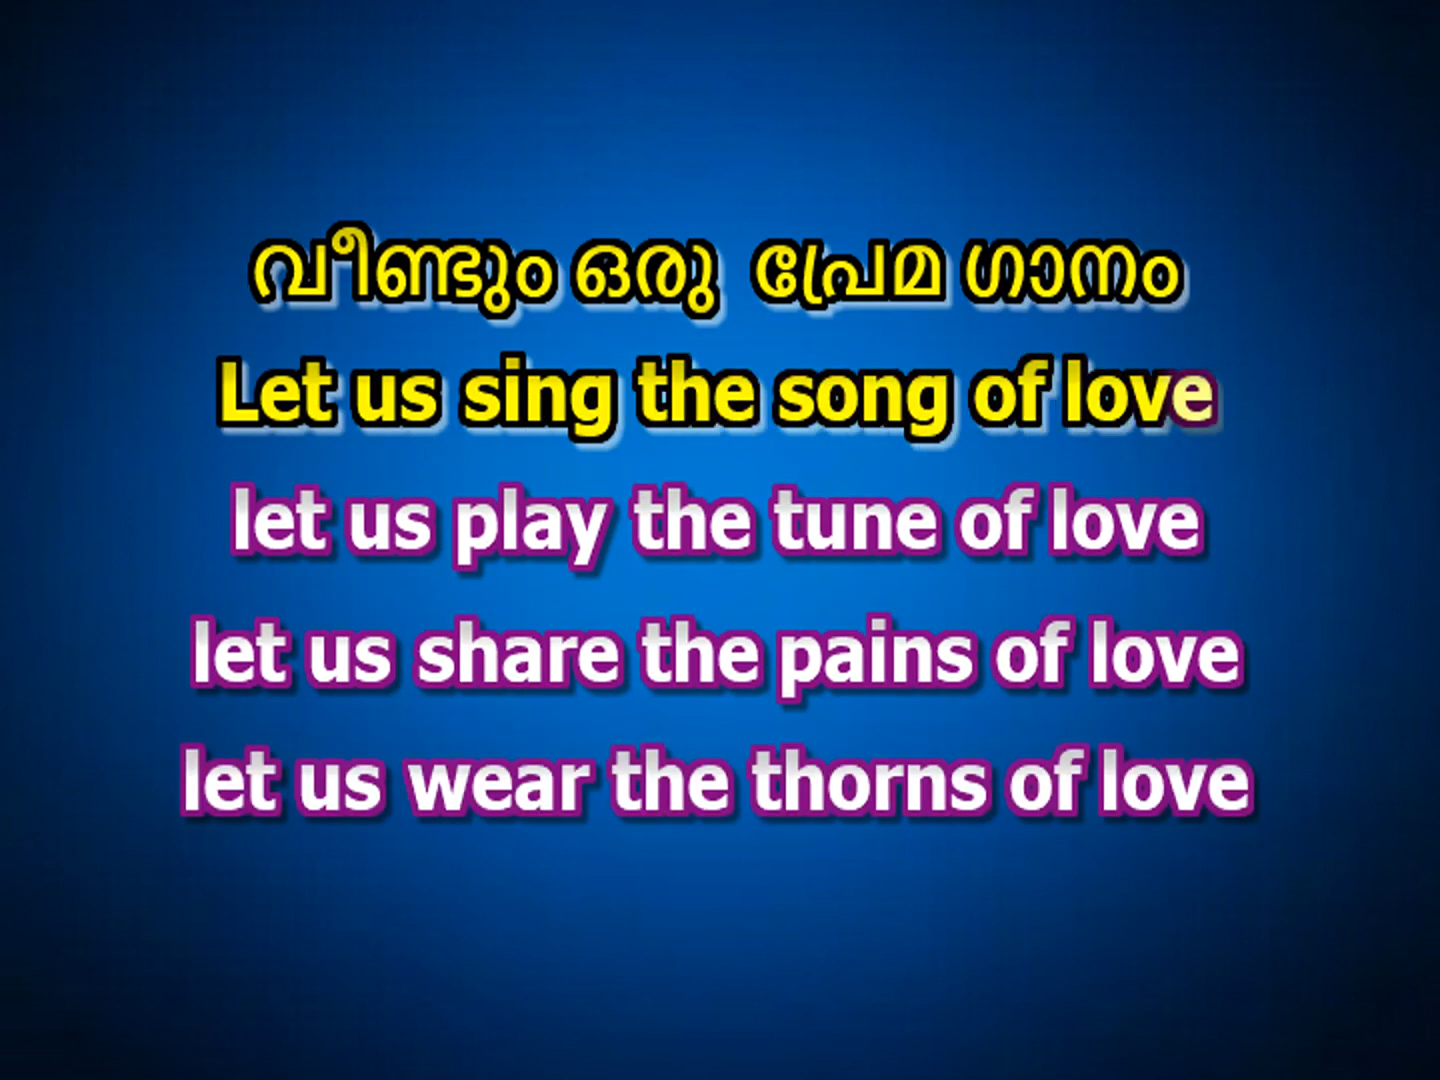 വീണ്ടും ഒരു പ്രേമ ഗാനം
Let us sing the song of love
let us play the tune of love
let us share the pains of love
let us wear the thorns of love